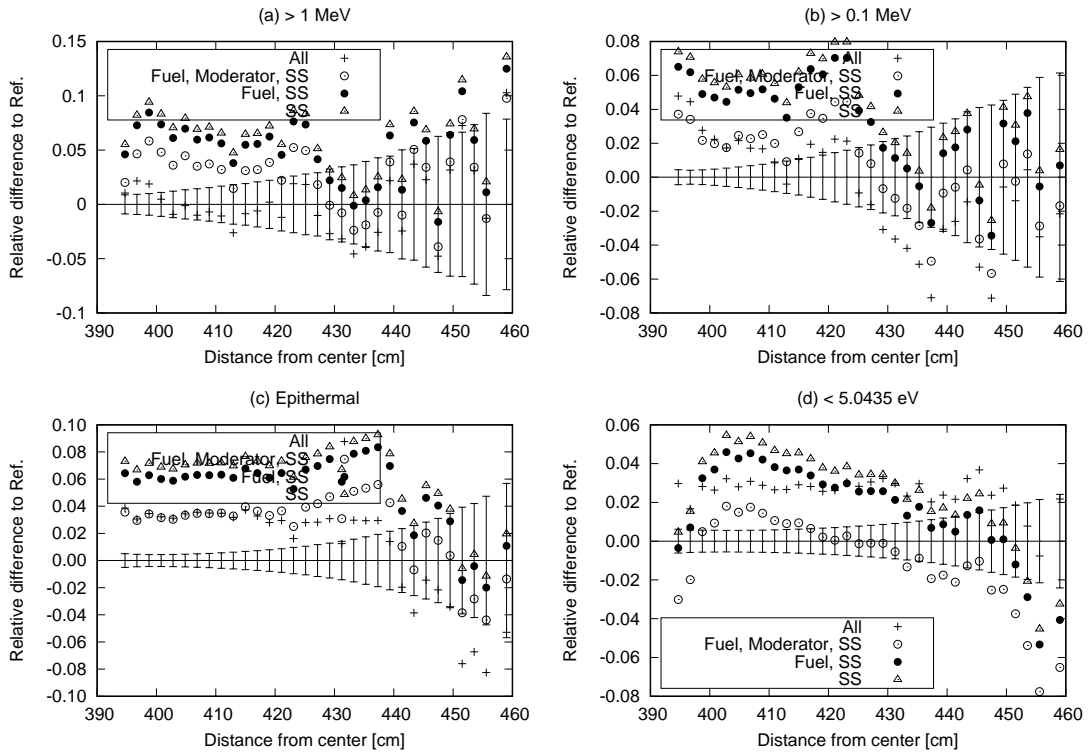 (a) > 1 MeV
Relative difference to Ref.
0.15
0.1
0.05
0
-0.05
-0.1
All
Fuel, Moderator, SS
Fuel, SS
SS
390 400 410 420 430 440 450 460
Distance from center [cm]
(b) > 0.1 MeV
Relative difference to Ref.
0.08
0.06
0.04
0.02
0.00
-0.02
-0.04
-0.06
-0.08
All
Fuel, Moderator, SS
Fuel, SS
SS
390 400 410 420 430 440 450 460
Distance from center [cm]
(c) Epithermal
Relative difference to Ref.
0.10
0.08
0.06
0.04
0.02
0.00
-0.02
-0.04
-0.06
-0.08
-0.10
All
Fuel, Moderator, SS
Fuel, SS
SS
390 400 410 420 430 440 450 460
Distance from center [cm]
(d) < 5.0435 eV
Relative difference to Ref.
0.08
0.06
0.04
0.02
0.00
-0.02
-0.04
-0.06
-0.08
All
Fuel, Moderator, SS
Fuel, SS
SS
390 400 410 420 430 440 450 460
Distance from center [cm]